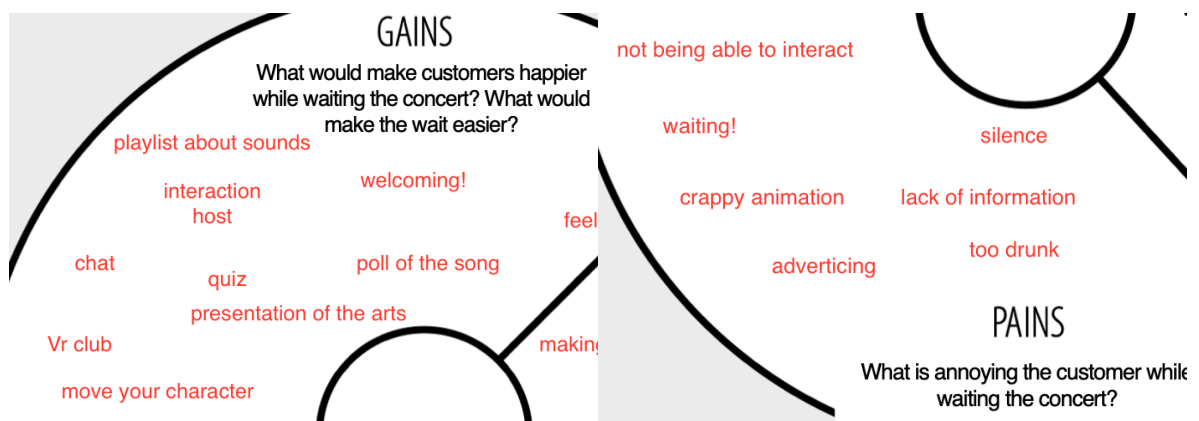 GAINS
What would make customers happier
while waiting the concert? What would
make the wait easier?
playlist about sounds
interaction
host
welcoming!
feel
chat
quiz
poll of the song
presentation of the arts
Vr club
making
move your character
not being able to interact
waiting!
silence
crappy animation
lack of information
too drunk
adverticing
PAINS
What is annoying the customer while
waiting the concert?